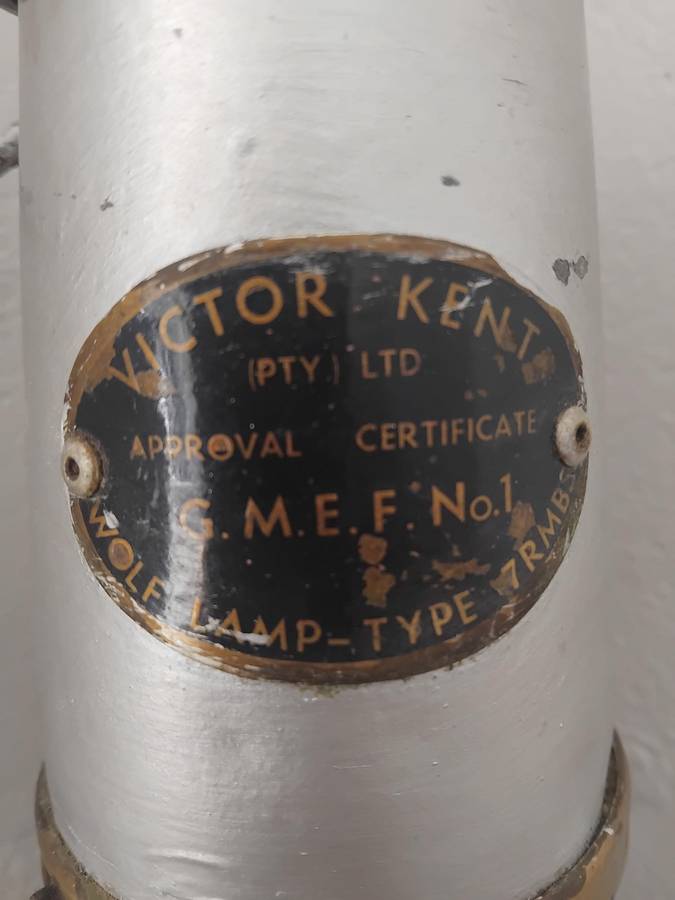 VICTOR KENT
(PTY) LTD
APPROVAL CERTIFICATE
G.M.E.F. No.1
WOLF LAMP-TYPE 7RMBS